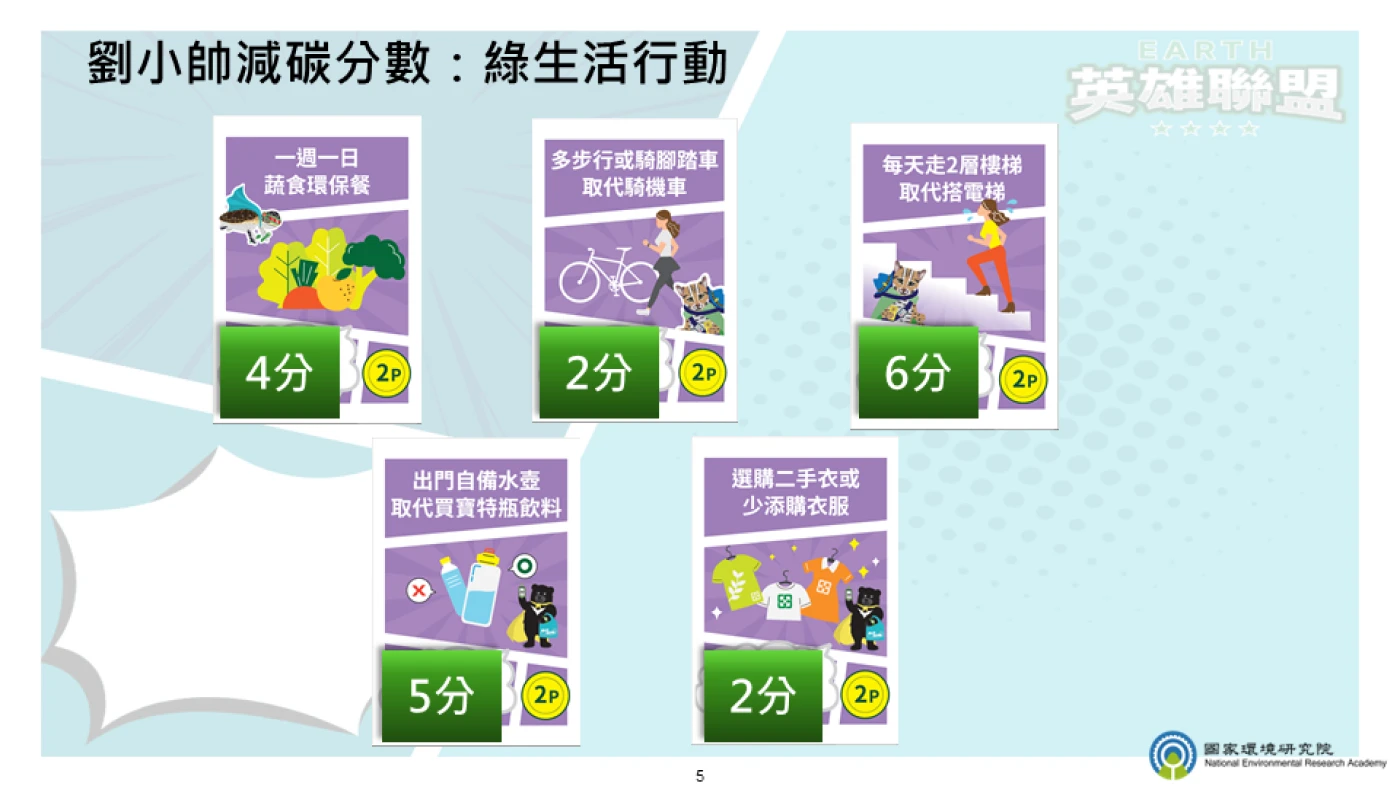 劉小帥減碳分數：綠生活行動
EARTH
英雄聯盟
一週一日
蔬食環保餐
4分
2P
多步行或騎腳踏車
取代騎機車
2分
2P
每天走2層樓梯
取代搭電梯
6分
2P
出門自備水壺
取代買寶特瓶飲料
5分
2P
選購二手衣或
少添購衣服
2分
2P
國家環境研究院
National Environmental Research Academy
5